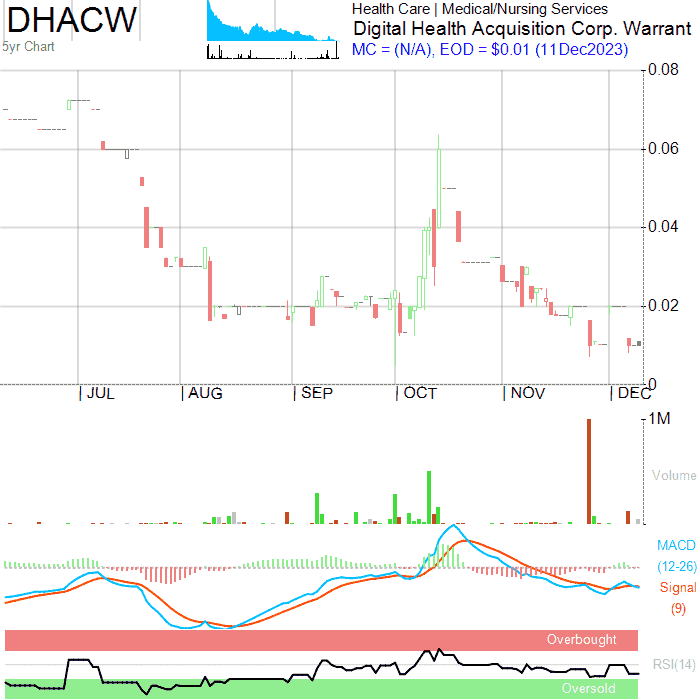 DHACW
5yr Chart
Health Care | Medical/Nursing Services
Digital Health Acquisition Corp. Warrant
MC = (N/A), EOD = $0.01 (11Dec2023)
0.08
0.06
0.04
0.02
0
JUL AUG SEP OCT NOV DEC
1M
Volume
MACD
(12-26)
Signal
(9)
Overbought
RSI(14)
Oversold